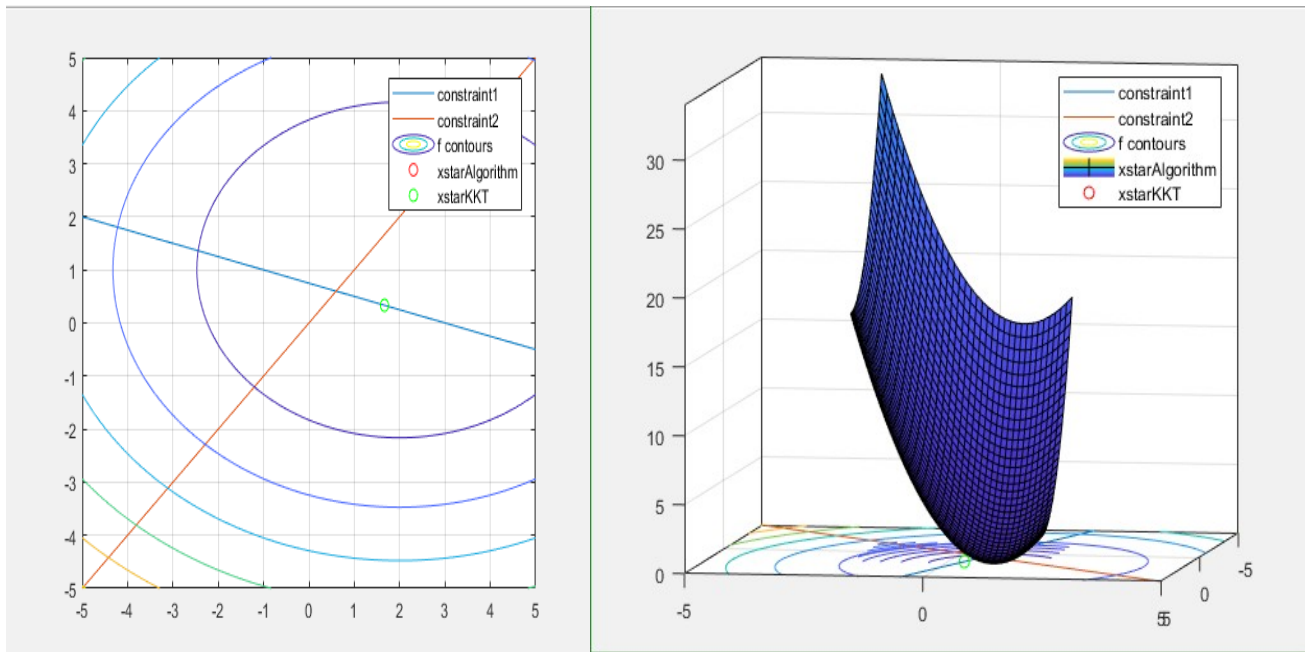 5
4
3
2
1
0
-1
-2
-3
-4
-5
-5 -4 -3 -2 -1 0 1 2 3 4 5
constraint1
constraint2
f contours
xstarAlgorithm
xstarKKT
30
25
20
15
10
5
0
-5 0 5
-5
0
5
constraint1
constraint2
f contours
xstarAlgorithm
xstarKKT